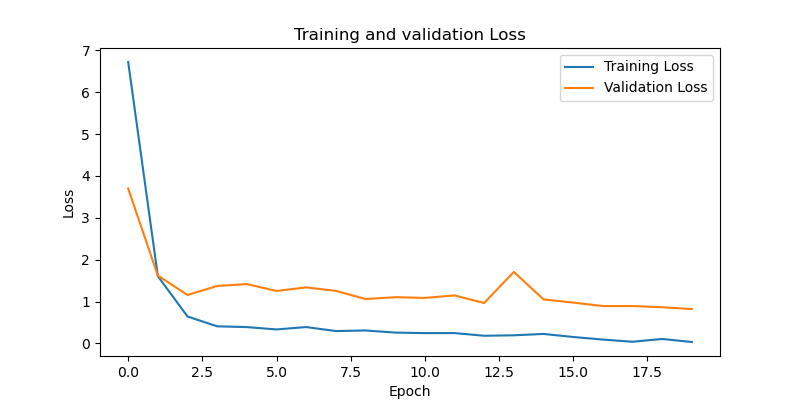 Training and validation Loss
7
6
5
4
3
2
1
0
Loss
Training Loss
Validation Loss
0.0 2.5 5.0 7.5 10.0 12.5 15.0 17.5
Epoch